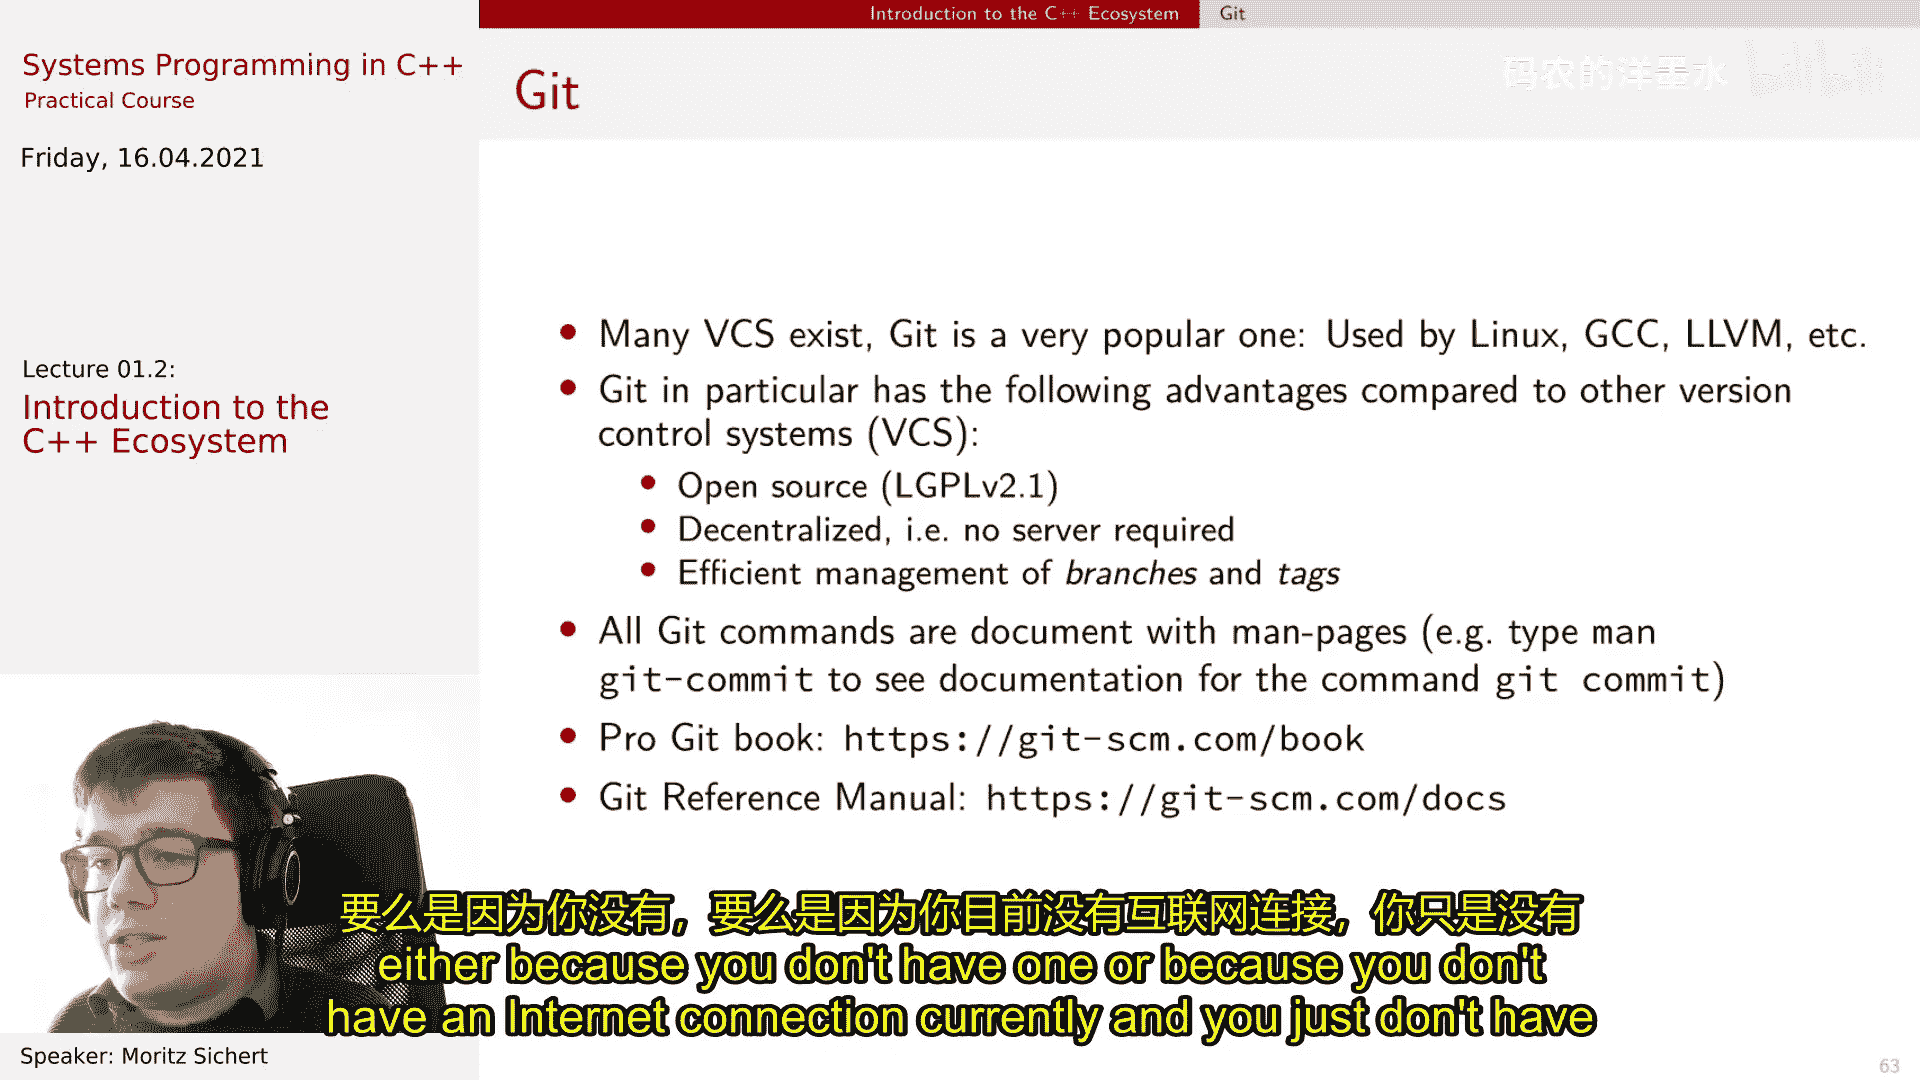 Introduction to the C++ Ecosystem
Git
Systems Programming in C++
Practical Course
Friday, 16.04.2021
Lecture 01.2:
Introduction to the
C++ Ecosystem
Git
码农的洋墨水
Many VCS exist, Git is a very popular one: Used by Linux, GCC, LLVM, etc.
Git in particular has the following advantages compared to other version
control systems (VCS):
Open source (LGPLv2.1)
Decentralized, i.e. no server required
Efficient management of branches and tags
All Git commands are document with man-pages (e.g. type man
git-commit to see documentation for the command git commit)
Pro Git book: https://git-scm.com/book
Git Reference Manual: https://git-scm.com/docs
要么是因为你没有，要么是因为你目前没有互联网连接，你只是没有
either because you don't have one or because you don't
have an Internet connection currently and you just don't have
Speaker: Moritz Sichert
63